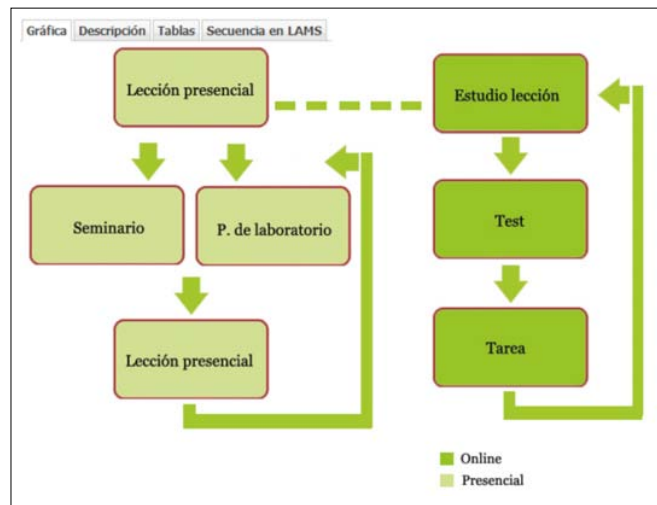 Gráfica Descripción Tablas Secuencia en LAMS
Lección presencial
Seminario
P. de laboratorio
Lección presencial
Estudio lección
Test
Tarea
Online
Presencial